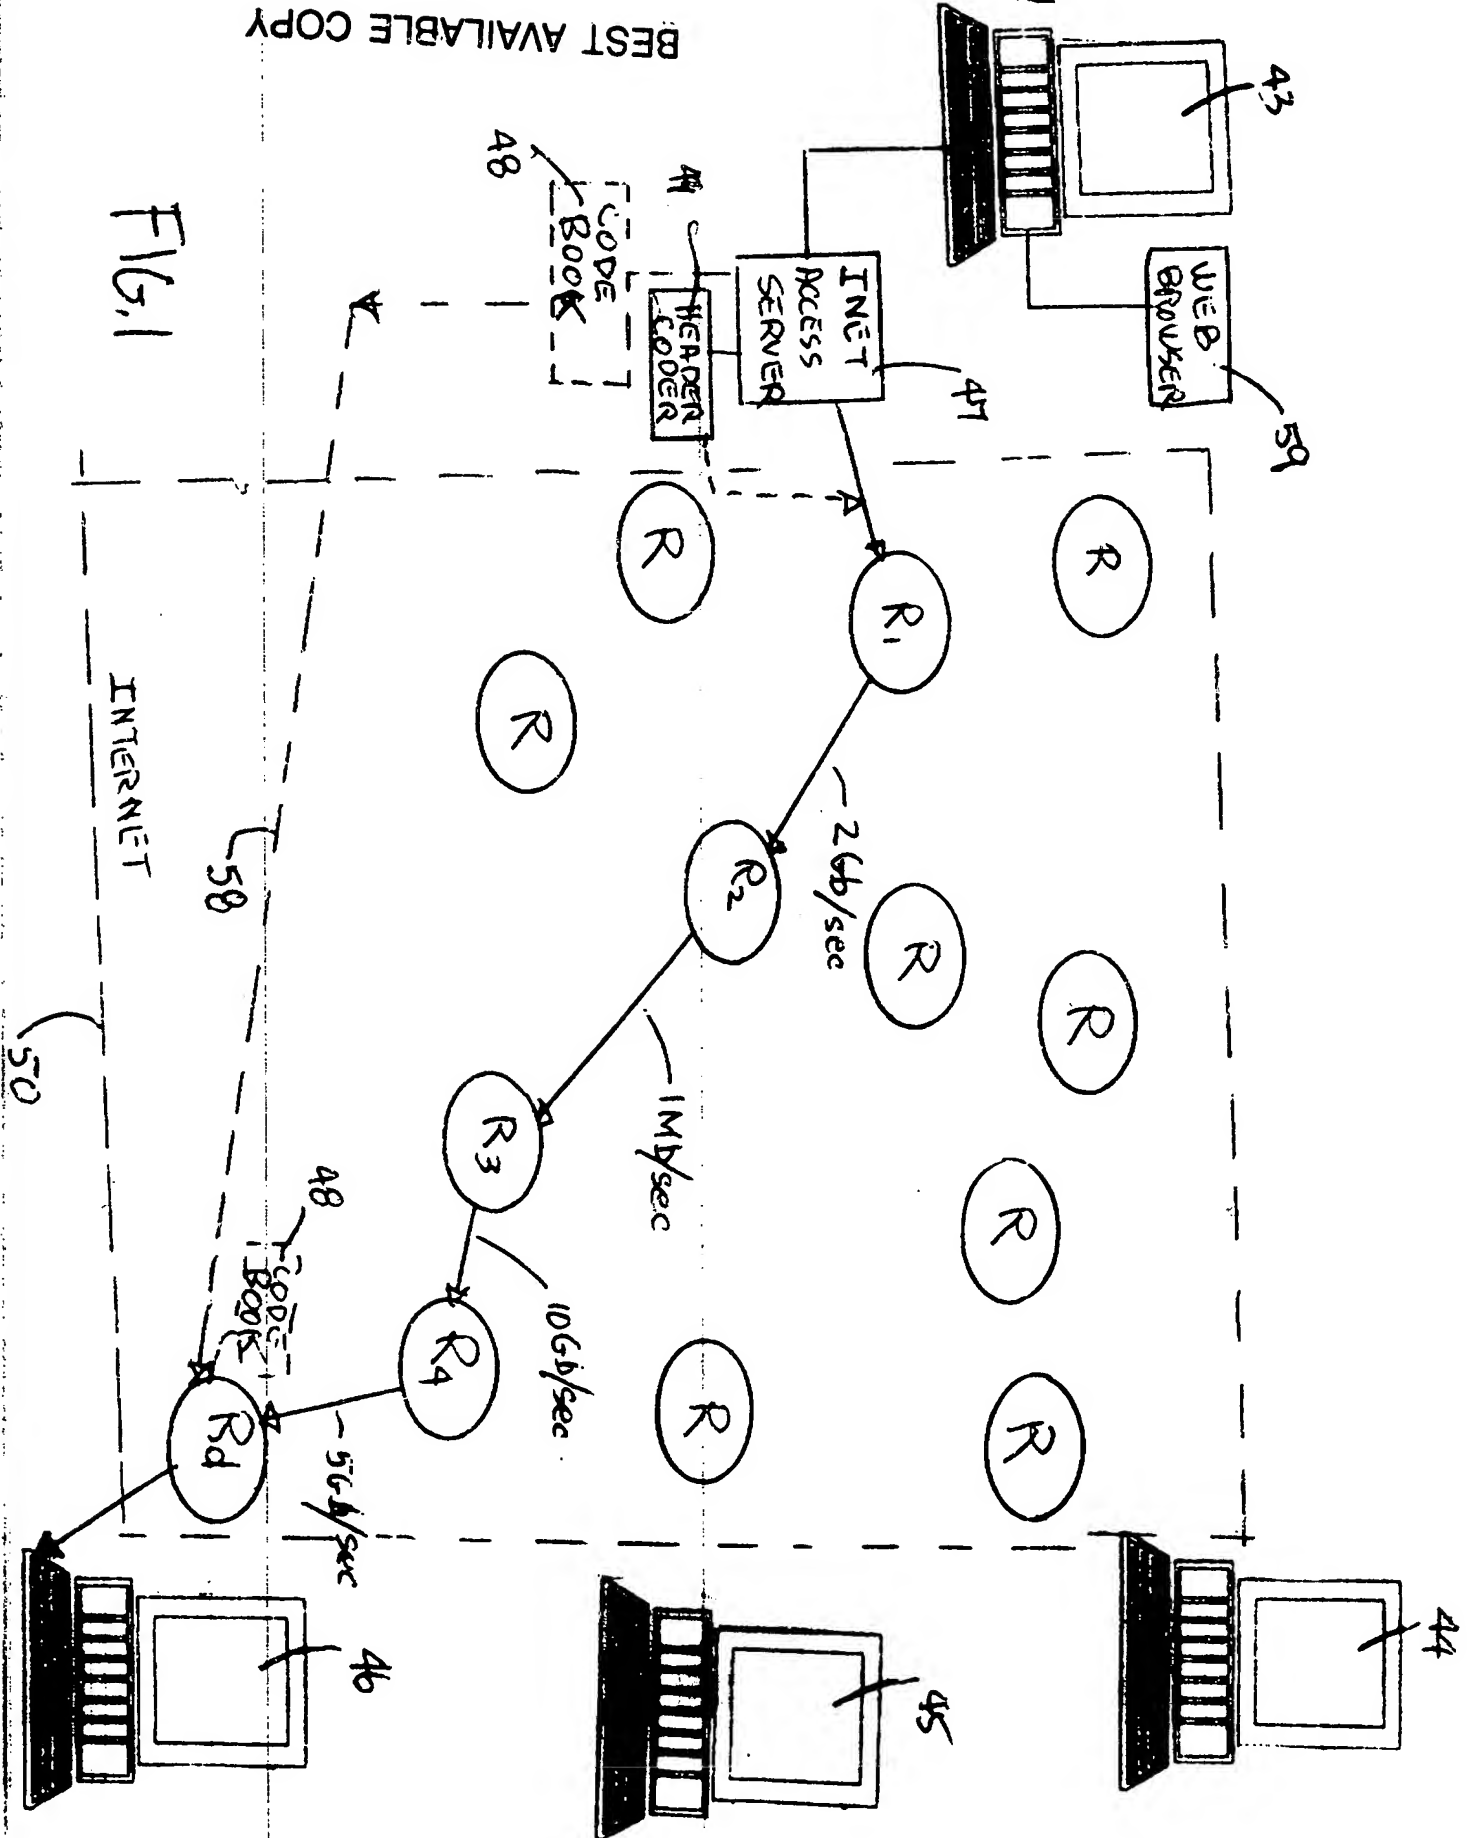 BEST AVAILABLE COPY
43
WEB
BROWSER
59
INET
ACCESS
SERVER
47
HEADER
CODER
CODE
BOOK
48
R
R1
R
R
2Gb/sec
R2
R
R
1Mb/sec
R3
R
10Gb/sec
R4
R
R
5Gb/sec
CODE
BOOK
48
Rd
58
INTERNET
50
44
45
46
FIG.1